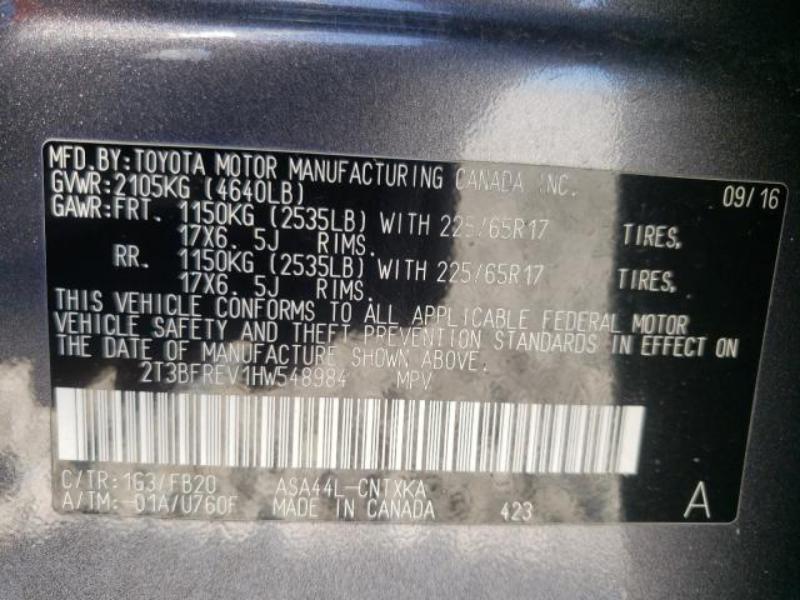 MFD.BY:TOYOTA MOTOR MANUFACTURING CANADA INC. 09/16
GVWR:2105KG (4640LB)
GAWR:FRT. 1150KG (2535LB) WITH 225/65R17 TIRES,
17X6. 5J RIMS.
RR. 1150KG (2535LB) WITH 225/65R17 TIRES,
17X6. 5J RIMS.
THIS VEHICLE CONFORMS TO ALL APPLICABLE FEDERAL MOTOR
VEHICLE SAFETY AND THEFT PREVENTION STANDARDS IN EFFECT ON
THE DATE OF MANUFACTURE SHOWN ABOVE.
2T3BFREV1HW548984 MPV
C/TR:1G3/FB20 ASA44L-CNTXKA
A/TM:-01A/U760F MADE IN CANADA 423 A